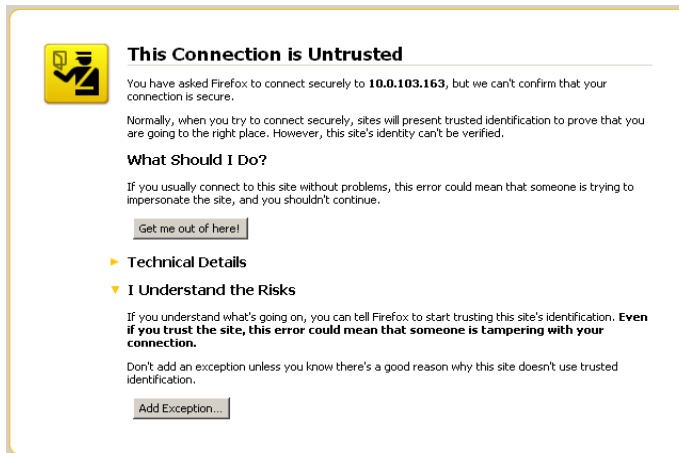 This Connection is Untrusted
You have asked Firefox to connect securely to 10.0.103.163, but we can't confirm that your
connection is secure.
Normally, when you try to connect securely, sites will present trusted identification to prove that you
are going to the right place. However, this site's identity can't be verified.
What Should I Do?
If you usually connect to this site without problems, this error could mean that someone is trying to
impersonate the site, and you shouldn't continue.
Get me out of here!
Technical Details
I Understand the Risks
If you understand what's going on, you can tell Firefox to start trusting this site's identification. Even
if you trust the site, this error could mean that someone is tampering with your
connection.
Don't add an exception unless you know there's a good reason why this site doesn't use trusted
identification.
Add Exception...